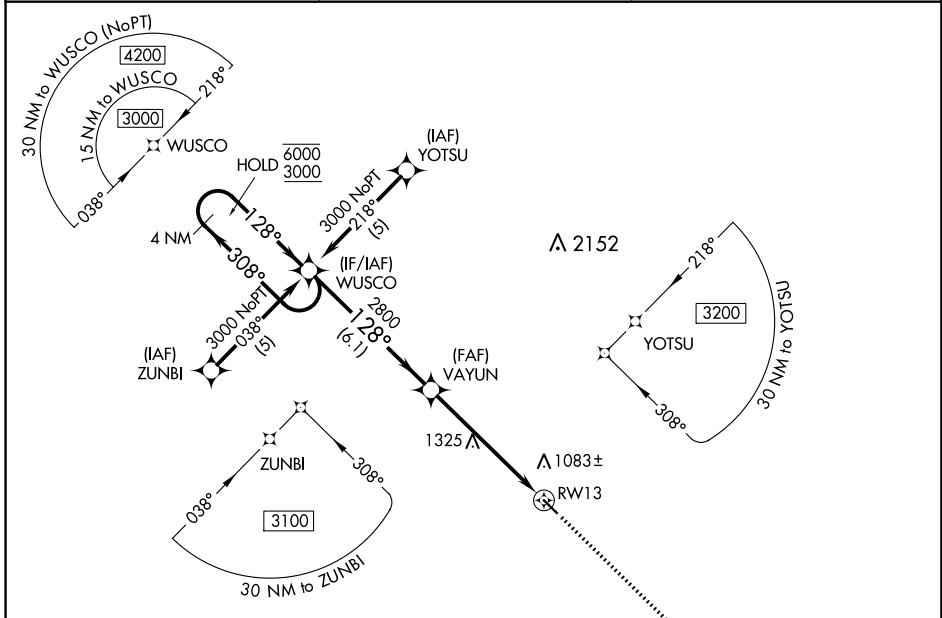 30 NM to WUSCO (NoPT)
4200
15 NM to WUSCO
218°
3000
WUSCO
038°
HOLD 6000
3000
(IAF)
YOTSU
128°
3000 NoPT
218°
(5)
4 NM
308°
(IF/IAF)
WUSCO
2152
218°
3200
YOTSU
30 NM to YOTSU
308°
3000 NoPT
038°
(5)
2800
128°
(6.1)
(IAF)
ZUNBI
(FAF)
VAYUN
1325
1083±
RW13
ZUNBI
308°
038°
3100
30 NM to ZUNBI